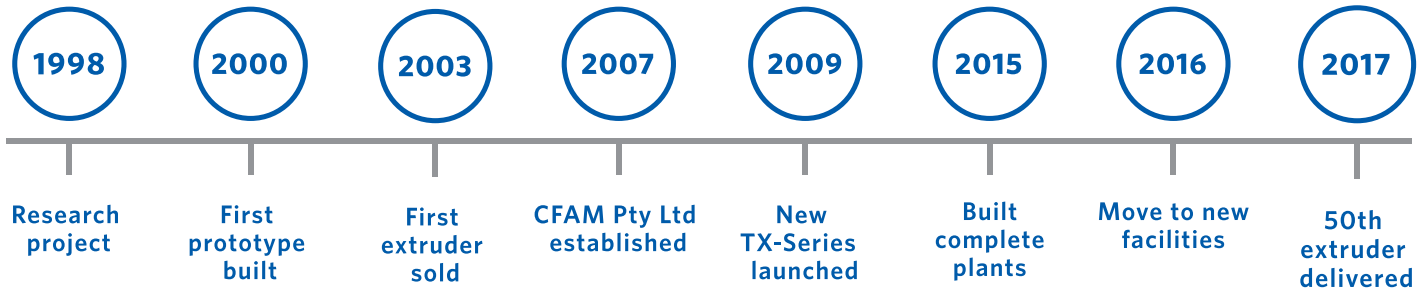 1998
Research
project
2000
First
prototype
built
2003
First
extruder
sold
2007
CFAM Pty Ltd
established
2009
New
TX-Series
launched
2015
Built
complete
plants
2016
Move to new
facilities
2017
50th
extruder
delivered